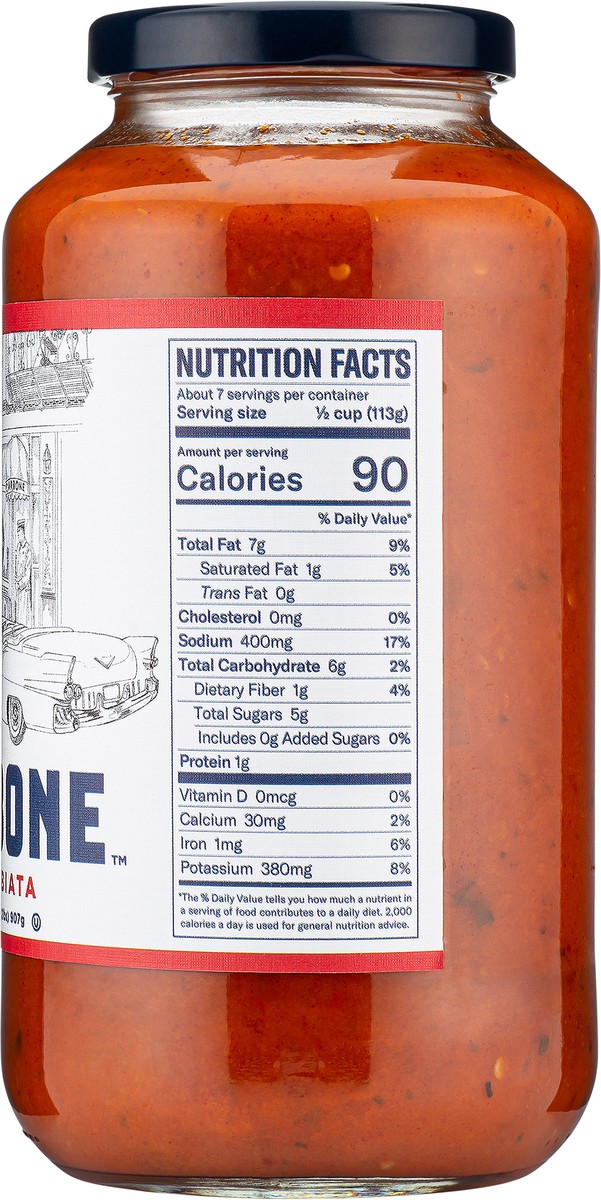 NUTRITION FACTS
About 7 servings per container
Serving size ½ cup (113g)
Amount per serving
Calories 90
% Daily Value*
Total Fat 7g 9%
Saturated Fat 1g 5%
Trans Fat 0g
Cholesterol 0mg 0%
Sodium 400mg 17%
Total Carbohydrate 6g 2%
Dietary Fiber 1g 4%
Total Sugars 5g
Includes 0g Added Sugars 0%
Protein 1g
Vitamin D 0mcg 0%
Calcium 30mg 2%
Iron 1mg 6%
Potassium 380mg 8%
*The % Daily Value tells you how much a nutrient in
a serving of food contributes to a daily diet. 2,000
calories a day is used for general nutrition advice.
ONE™
BIATA
907g Ⓤ